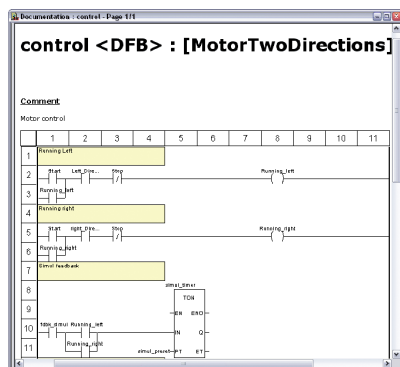 Documentation : control - Page 1/1
control <DFB> : [MotorTwoDirections]
Comment
Motor control
1 2 3 4 5 6 7 8 9 10 11
1 Running Left
2 Start Left_Dire... Stop Running_left
3 Running_left
4 Running right
5 Start right_Dire... Stop Running_right
6 Running_right
7 Simul feedback
8 simul_timer
TON
9 EN ENO
10 Running_left IN Q
11 Running_right simul_preset PT ET